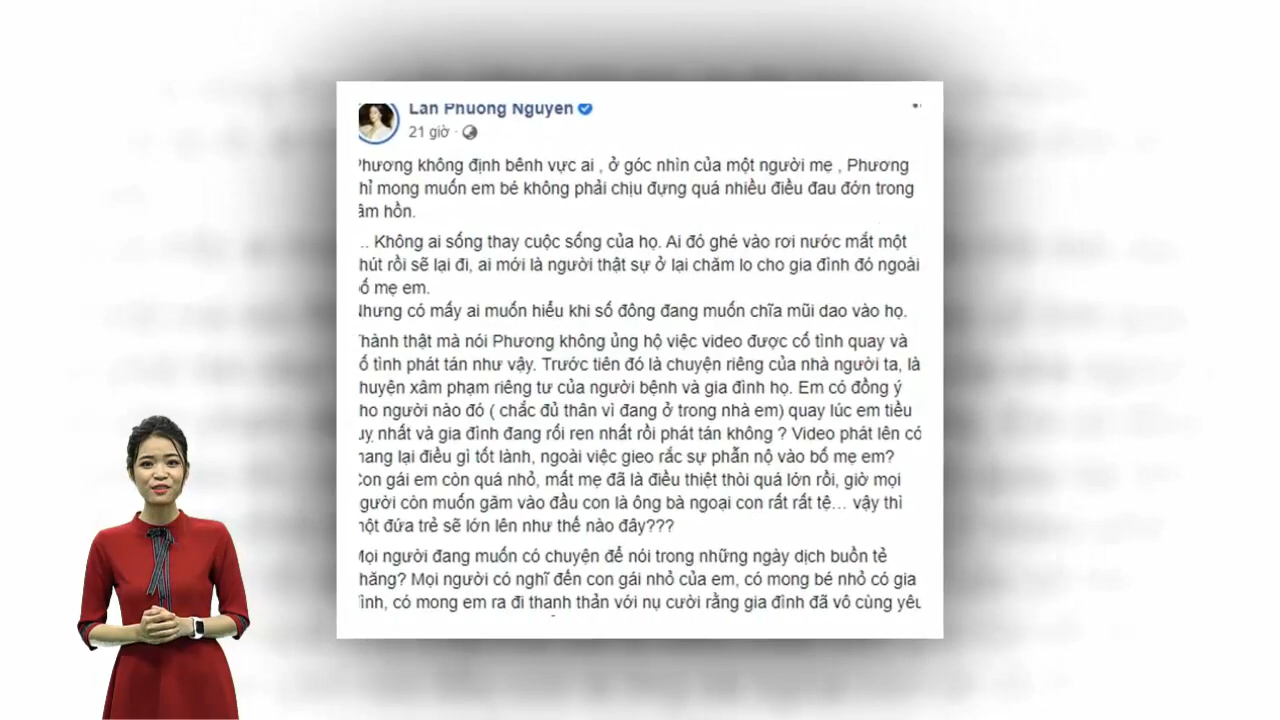 Lan Phuong Nguyen
21 giờ ·
Phương không định bênh vực ai , ở góc nhìn của một người mẹ , Phương
hỉ mong muốn em bé không phải chịu đựng quá nhiều điều đau đớn trong
âm hồn.
.. Không ai sống thay cuộc sống của họ. Ai đó ghé vào rơi nước mắt một
hút rồi sẽ lại đi, ai mới là người thật sự ở lại chăm lo cho gia đình đó ngoài
bố mẹ em.
Nhưng có mấy ai muốn hiểu khi số đông đang muốn chĩa mũi dao vào họ.
Thành thật mà nói Phương không ủng hộ việc video được cố tình quay và
ố tình phát tán như vậy. Trước tiên đó là chuyện riêng của nhà người ta, là
huyện xâm phạm riêng tư của người bệnh và gia đình họ. Em có đồng ý
ho người nào đó ( chắc đủ thân vì đang ở trong nhà em) quay lúc em tiều
uỵ nhất và gia đình đang rối ren nhất rồi phát tán không ? Video phát lên có
mang lại điều gì tốt lành, ngoài việc gieo rắc sự phẫn nộ vào bố mẹ em?
Con gái em còn quá nhỏ, mất mẹ đã là điều thiệt thòi quá lớn rồi, giờ mọi
gười còn muốn găm vào đầu con là ông bà ngoại con rất rất tệ… vậy thì
một đứa trẻ sẽ lớn lên như thế nào đây???
Mọi người đang muốn có chuyện để nói trong những ngày dịch buồn tẻ
hăng? Mọi người có nghĩ đến con gái nhỏ của em, có mong bé nhỏ có gia
đình, có mong em ra đi thanh thản với nụ cười rằng gia đình đã vô cùng yêu